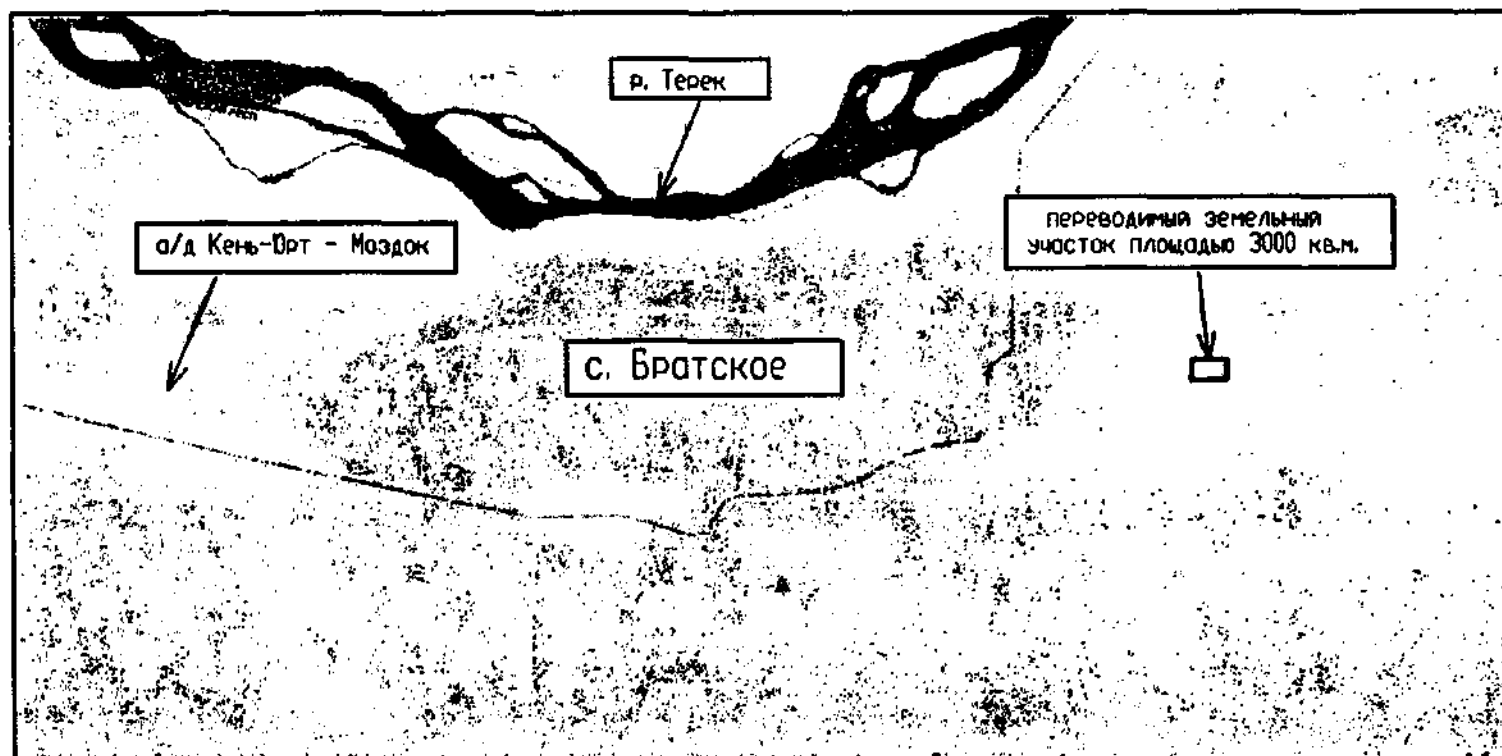 р. Терек
а/д Кень-Юрт - Моздок
переводимый земельный
участок площадью 3000 кв.м.
с. Братское